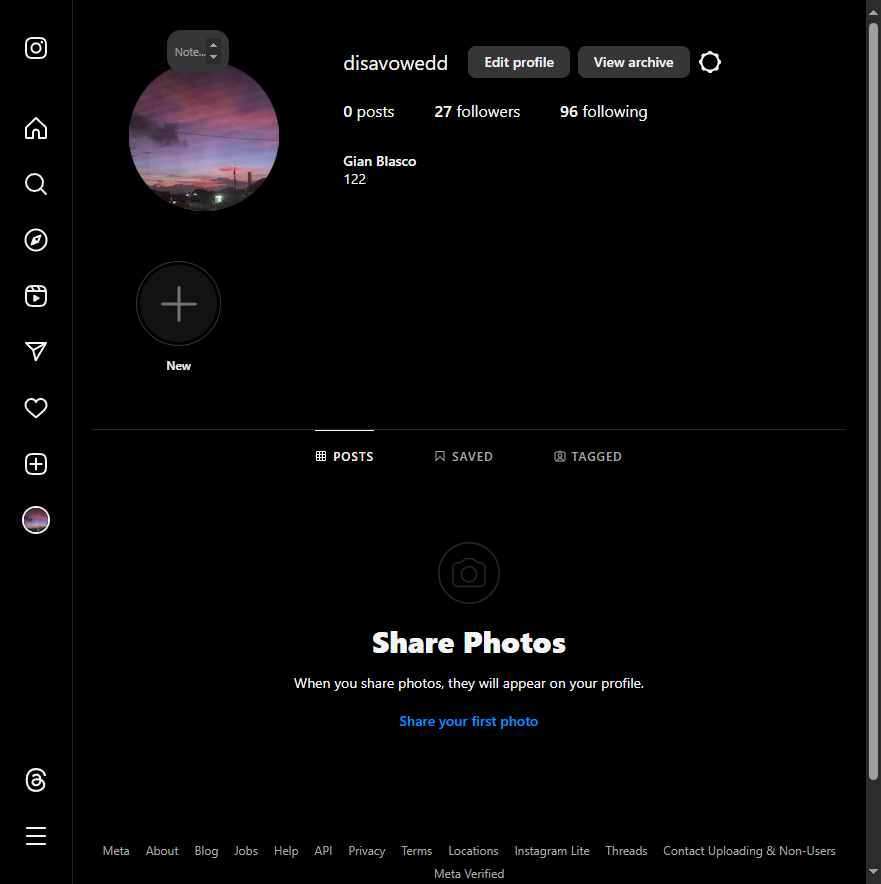 Note...
disavowedd Edit profile View archive
0 posts 27 followers 96 following
Gian Blasco
122
New
POSTS SAVED TAGGED
Share Photos
When you share photos, they will appear on your profile.
Share your first photo
Meta About Blog Jobs Help API Privacy Terms Locations Instagram Lite Threads Contact Uploading & Non-Users
Meta Verified